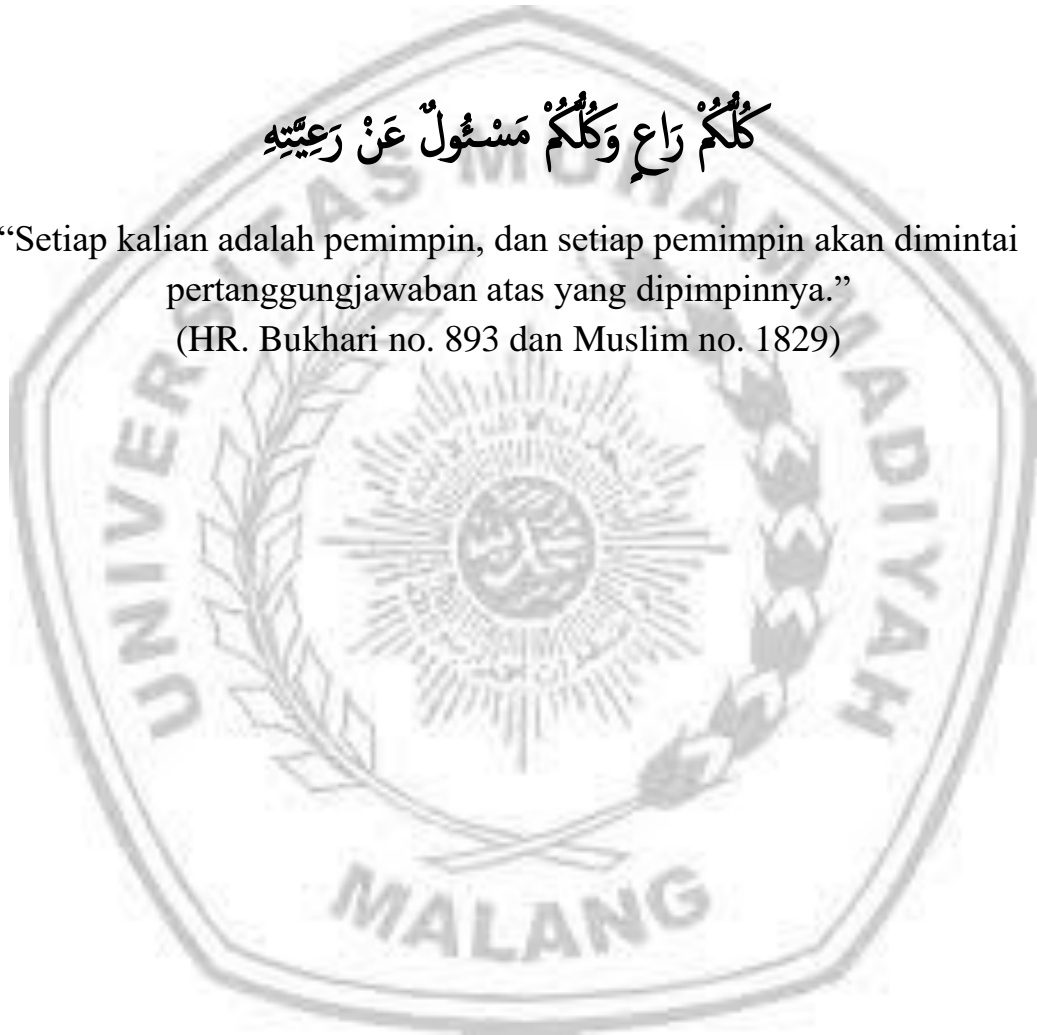 كُلُّكُمْ رَاعٍ وَكُلُّكُمْ مَسْئُولٌ عَنْ رَعِيَّتِهِ
“Setiap kalian adalah pemimpin, dan setiap pemimpin akan dimintai
pertanggungjawaban atas yang dipimpinnya.”
(HR. Bukhari no. 893 dan Muslim no. 1829)
UNIVERSITAS MUHAMMADIYAH
MALANG